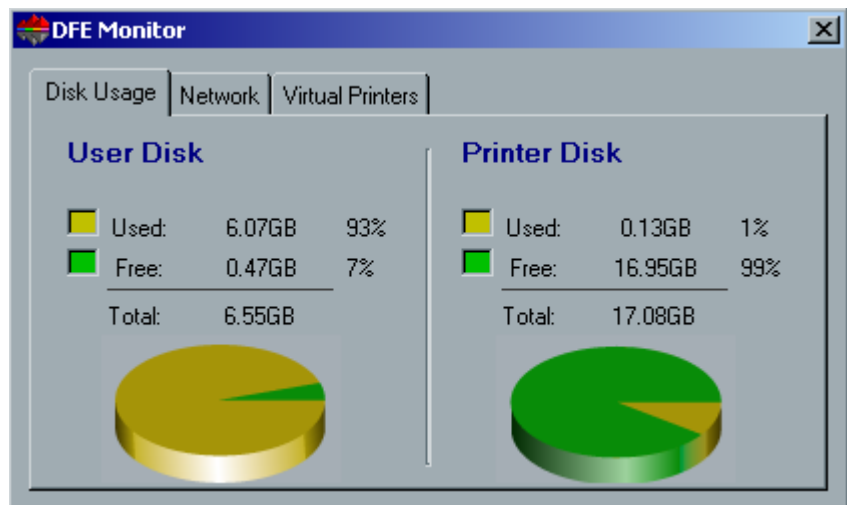 DFE Monitor
Disk Usage Network Virtual Printers
User Disk
Used: 6.07GB 93%
Free: 0.47GB 7%
Total: 6.55GB
Printer Disk
Used: 0.13GB 1%
Free: 16.95GB 99%
Total: 17.08GB